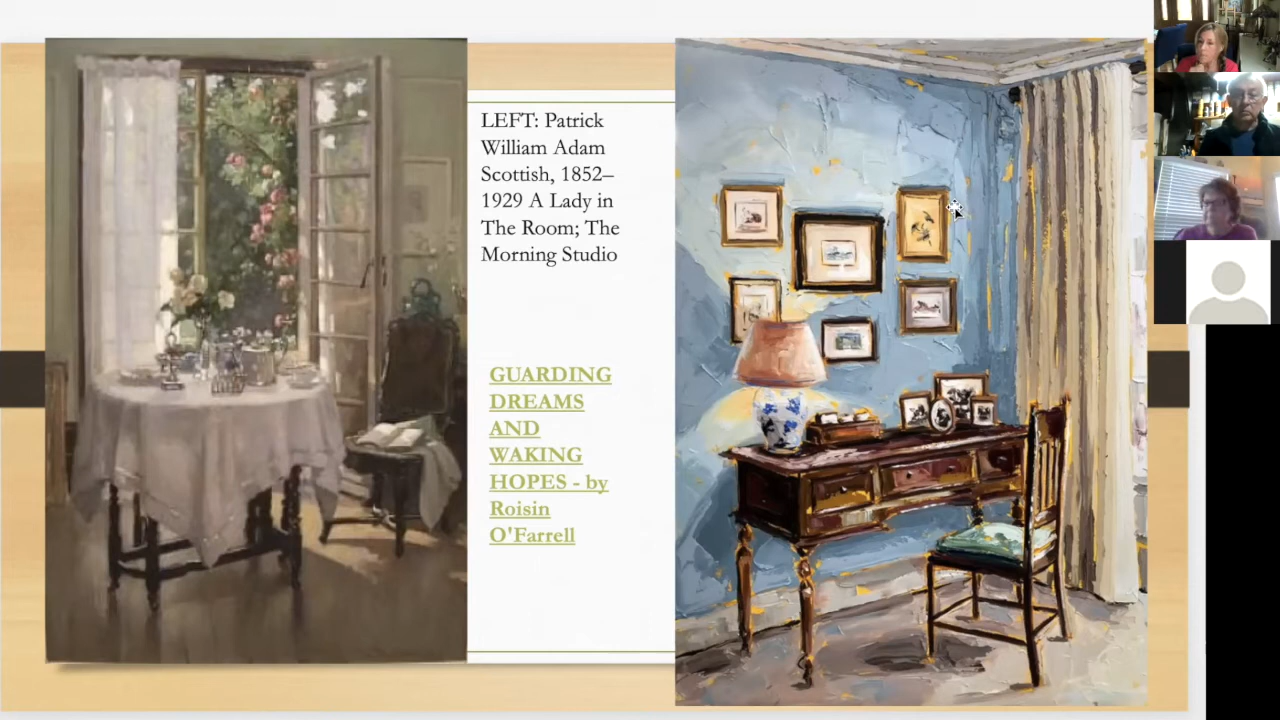 LEFT: Patrick
William Adam
Scottish, 1852–
1929 A Lady in
The Room; The
Morning Studio
GUARDING
DREAMS
AND
WAKING
HOPES - by
Roisin
O'Farrell